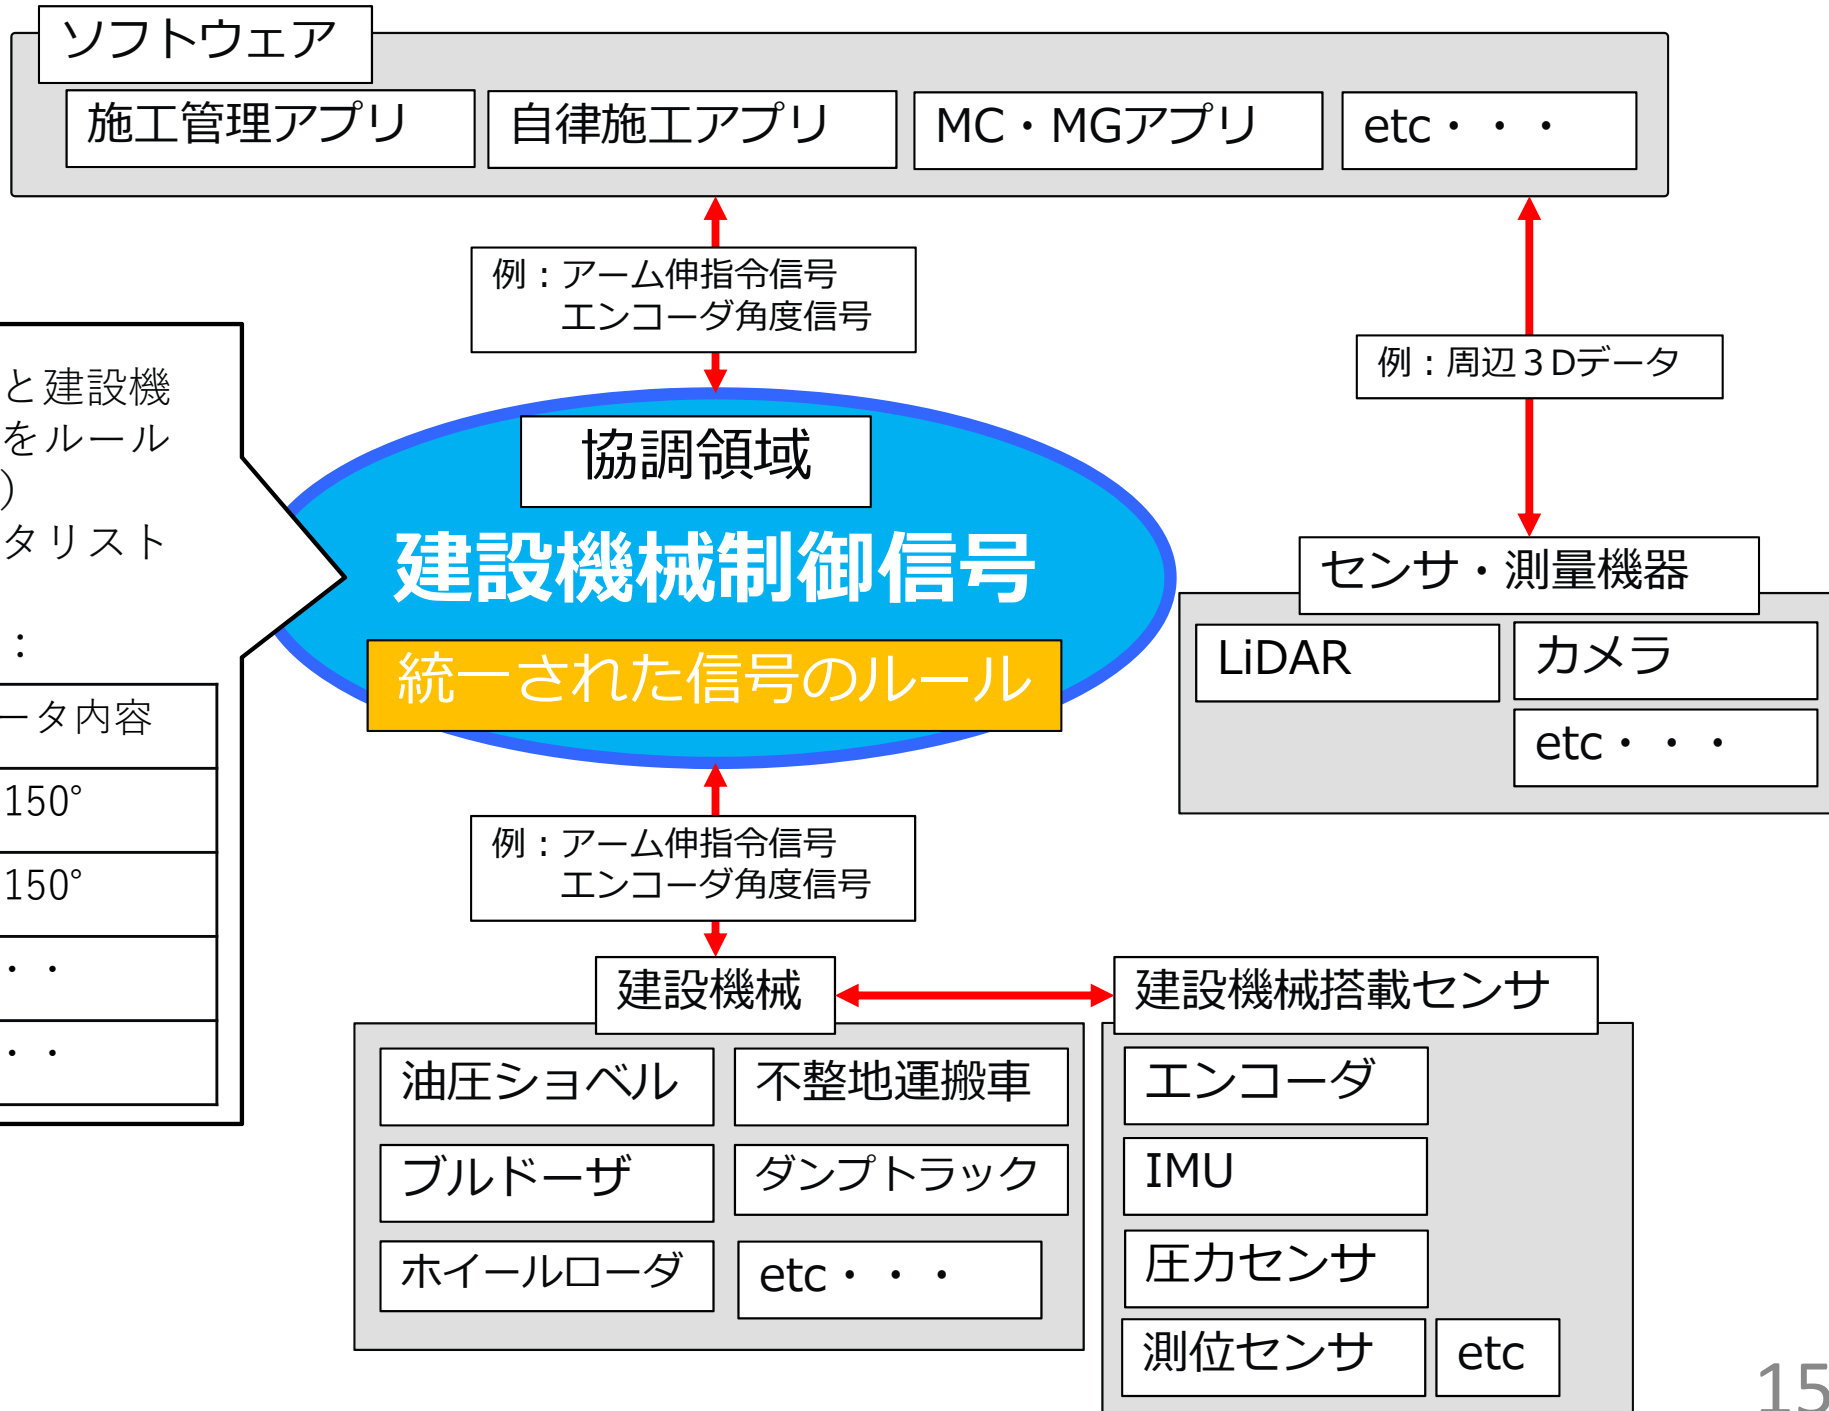 ソフトウェア
施工管理アプリ
自律施工アプリ
MC・MGアプリ
etc・・・
例：アーム伸指令信号
エンコーダ角度信号
例：周辺３Dデータ
と建設機
をルール
）
タリスト
：
ータ内容
150°
150°
・・
・・
協調領域
建設機械制御信号
統一された信号のルール
センサ・測量機器
LiDAR
カメラ
etc・・・
例：アーム伸指令信号
エンコーダ角度信号
建設機械
油圧ショベル
不整地運搬車
ブルドーザ
ダンプトラック
ホイールローダ
etc・・・
建設機械搭載センサ
エンコーダ
IMU
圧力センサ
測位センサ
etc
15